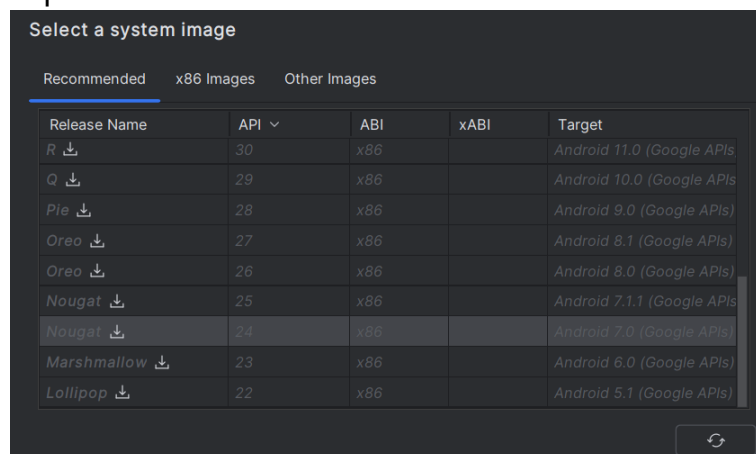 Select a system image
Recommended x86 Images Other Images
Release Name API ABI xABI Target
R 30 x86 Android 11.0 (Google APIs
Q 29 x86 Android 10.0 (Google APIs
Pie 28 x86 Android 9.0 (Google APIs)
Oreo 27 x86 Android 8.1 (Google APIs)
Oreo 26 x86 Android 8.0 (Google APIs)
Nougat 25 x86 Android 7.1.1 (Google APIs
Nougat 24 x86 Android 7.0 (Google APIs)
Marshmallow 23 x86 Android 6.0 (Google APIs)
Lollipop 22 x86 Android 5.1 (Google APIs)